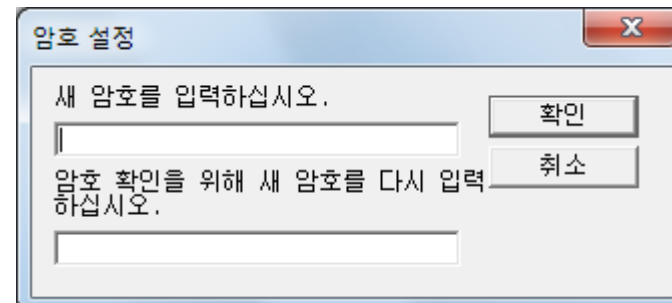 암호 설정
새 암호를 입력하십시오.
확인
암호 확인을 위해 새 암호를 다시 입력
하십시오.
취소